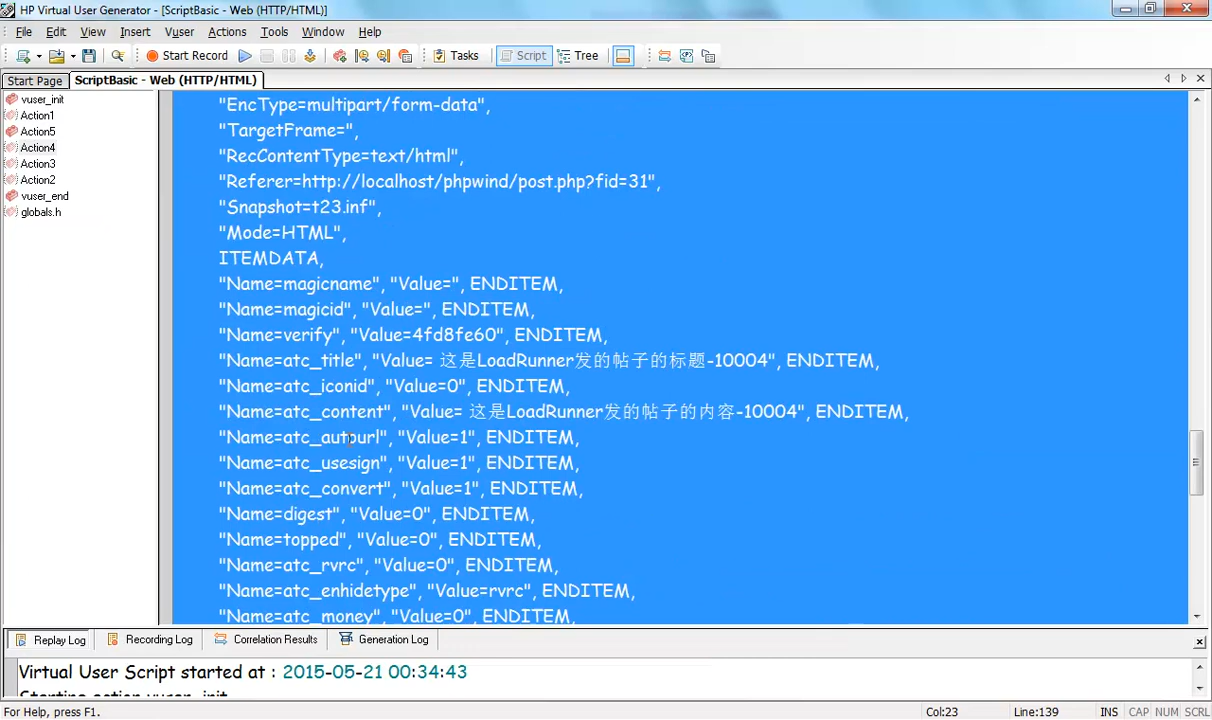 HP Virtual User Generator - [ScriptBasic - Web (HTTP/HTML)]
File Edit View Insert Vuser Actions Tools Window Help
Start Record Tasks Script Tree
Start Page ScriptBasic - Web (HTTP/HTML)
vuser_init
Action1
Action5
Action4
Action3
Action2
vuser_end
globals.h
"EncType=multipart/form-data",
"TargetFrame=",
"RecContentType=text/html",
"Referer=http://localhost/phpwind/post.php?fid=31",
"Snapshot=t23.inf",
"Mode=HTML",
ITEMDATA,
"Name=magicname", "Value=", ENDITEM,
"Name=magicid", "Value=", ENDITEM,
"Name=verify", "Value=4fd8fe60", ENDITEM,
"Name=atc_title", "Value= 这是LoadRunner发的帖子的标题-10004", ENDITEM,
"Name=atc_iconid", "Value=0", ENDITEM,
"Name=atc_content", "Value= 这是LoadRunner发的帖子的内容-10004", ENDITEM,
"Name=atc_autourl", "Value=1", ENDITEM,
"Name=atc_usesign", "Value=1", ENDITEM,
"Name=atc_convert", "Value=1", ENDITEM,
"Name=digest", "Value=0", ENDITEM,
"Name=topped", "Value=0", ENDITEM,
"Name=atc_rvrc", "Value=0", ENDITEM,
"Name=atc_enhidetype", "Value=rvrc", ENDITEM,
"Name=atc_money", "Value=0", ENDITEM,
Replay Log Recording Log Correlation Results Generation Log
Virtual User Script started at : 2015-05-21 00:34:43
Starting action vuser_init.
For Help, press F1. Col:23 Line:139 INS CAP NUM SCRL